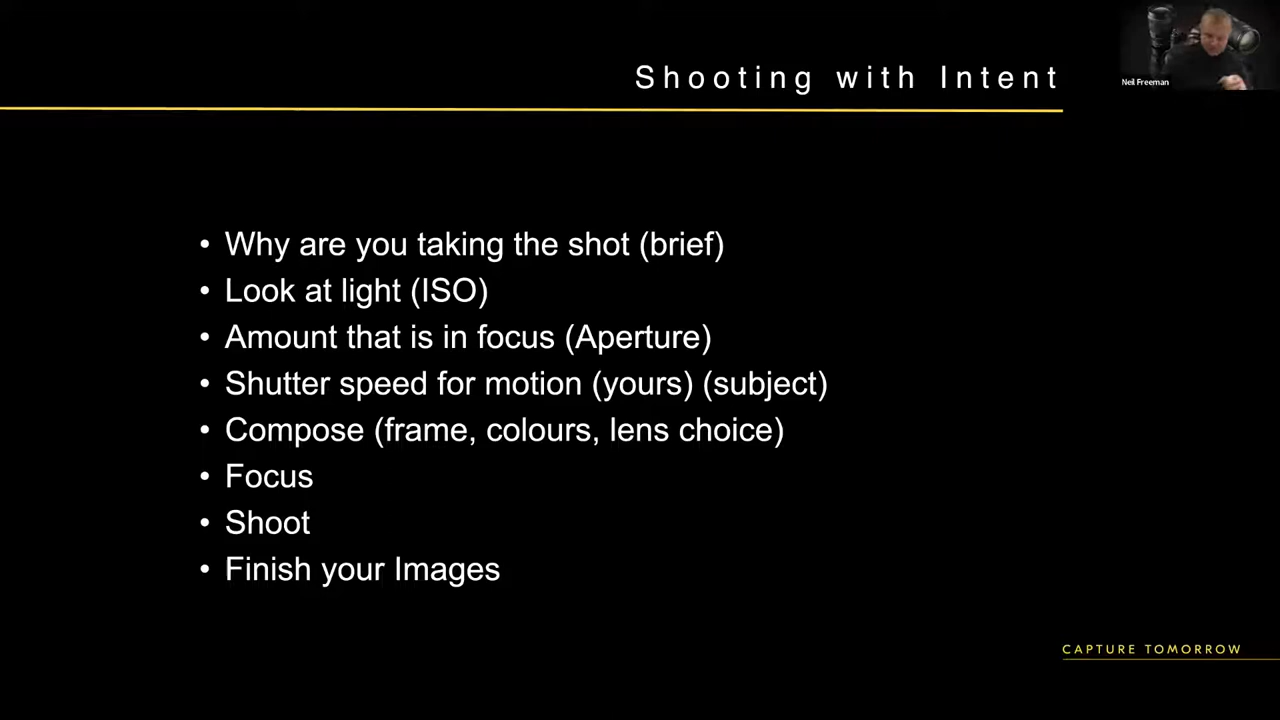 Shooting with Intent
Neil Freeman
• Why are you taking the shot (brief)
• Look at light (ISO)
• Amount that is in focus (Aperture)
• Shutter speed for motion (yours) (subject)
• Compose (frame, colours, lens choice)
• Focus
• Shoot
• Finish your Images
CAPTURE TOMORROW